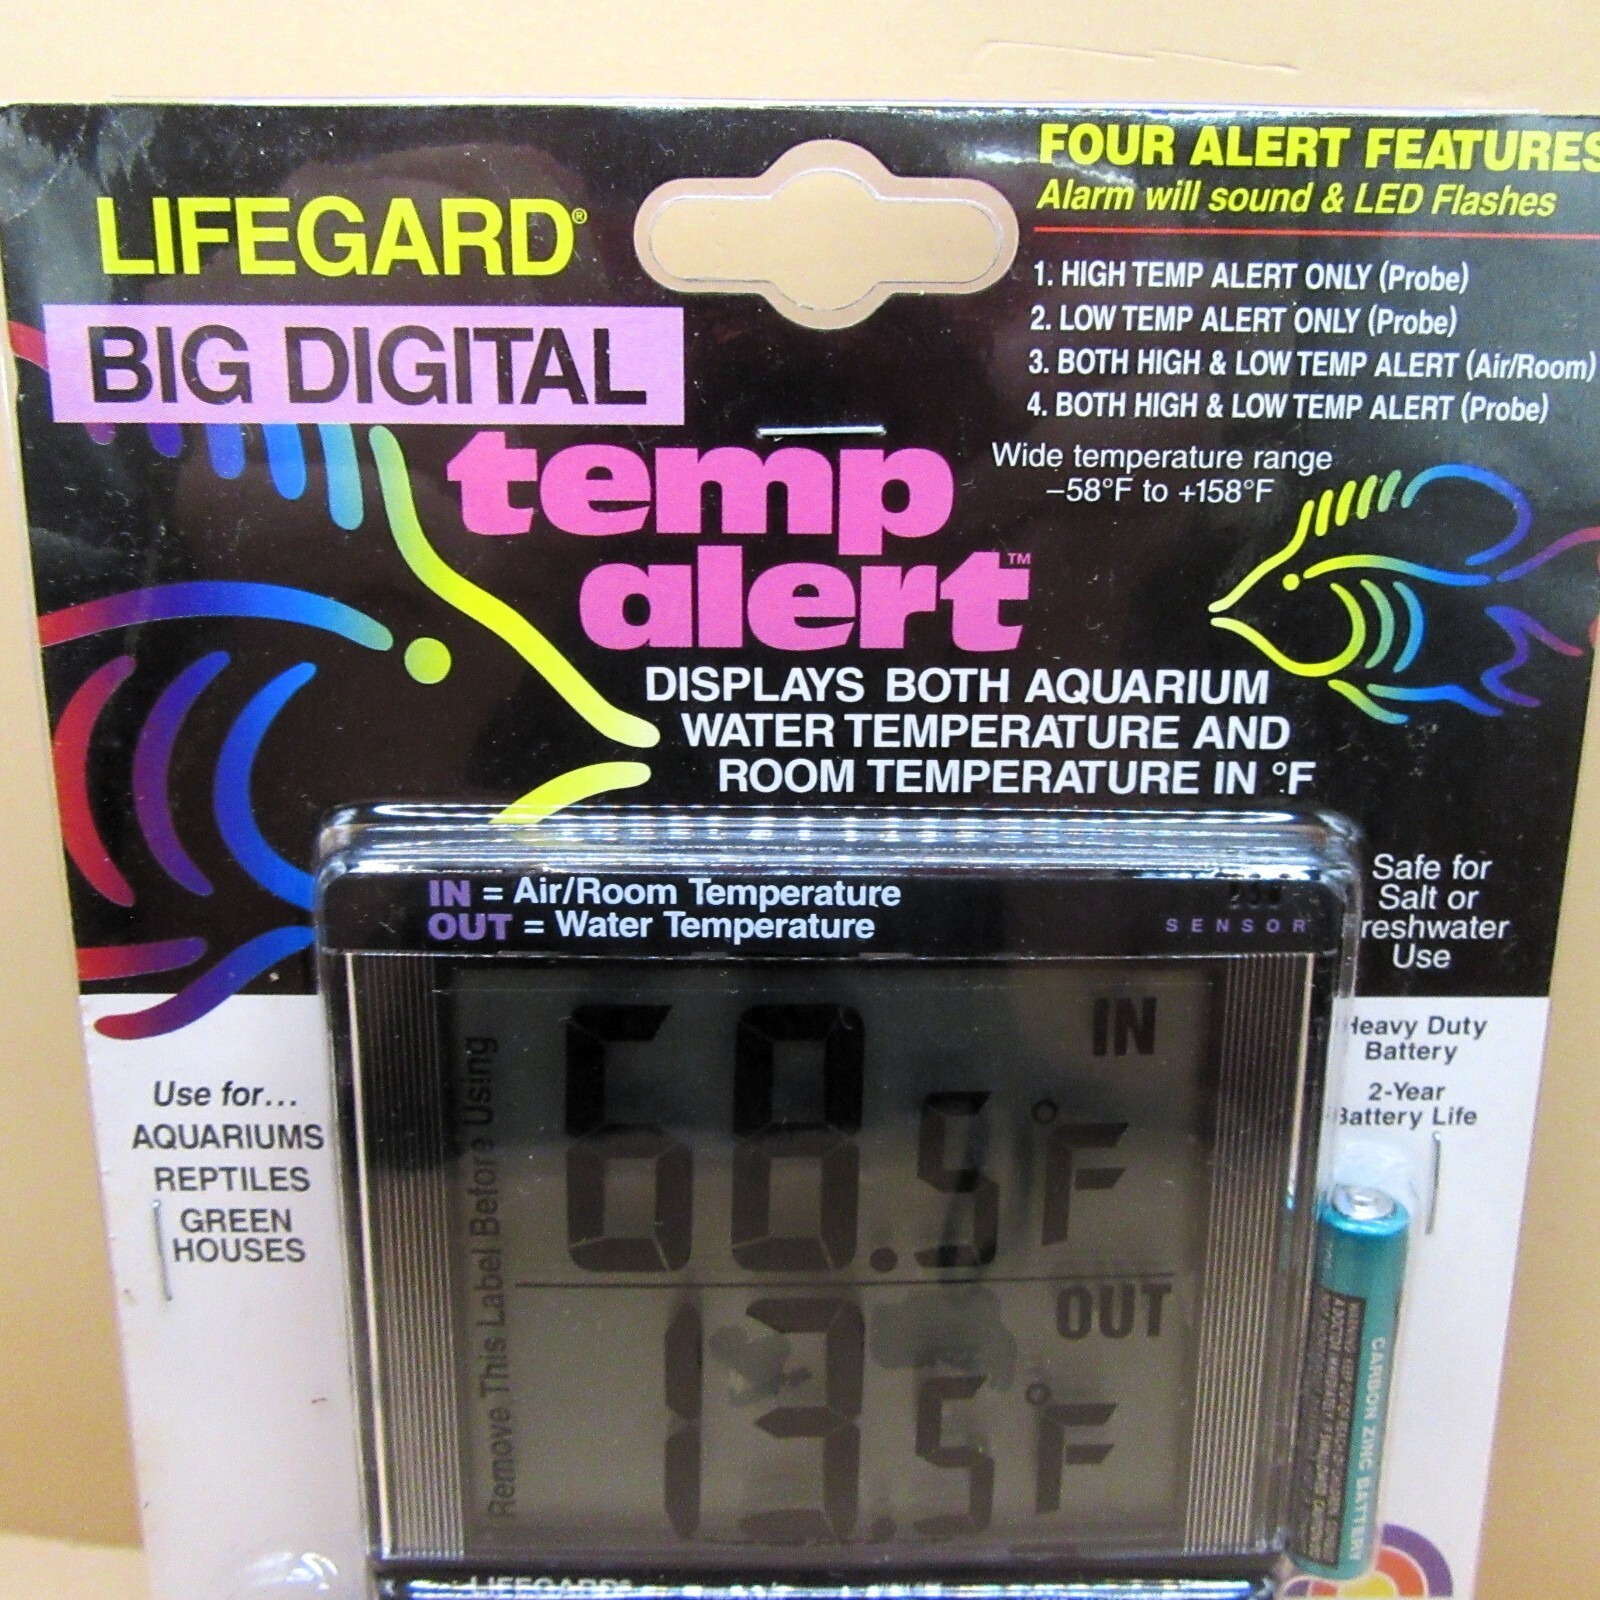 LIFEGARD®
BIG DIGITAL
temp
alert™
DISPLAYS BOTH AQUARIUM
WATER TEMPERATURE AND
ROOM TEMPERATURE IN °F
FOUR ALERT FEATURES
Alarm will sound & LED Flashes
1. HIGH TEMP ALERT ONLY (Probe)
2. LOW TEMP ALERT ONLY (Probe)
3. BOTH HIGH & LOW TEMP ALERT (Air/Room)
4. BOTH HIGH & LOW TEMP ALERT (Probe)
Wide temperature range
–58°F to +158°F
IN = Air/Room Temperature
OUT = Water Temperature
SENSOR
Safe for
Salt or
reshwater
Use
Heavy Duty
Battery
2-Year
Battery Life
Use for...
AQUARIUMS
REPTILES
GREEN
HOUSES
Remove This Label Before Using
IN
68.5 °F
OUT
13.5 °F
CARBON ZINC BATTERY
LIFEGARD®